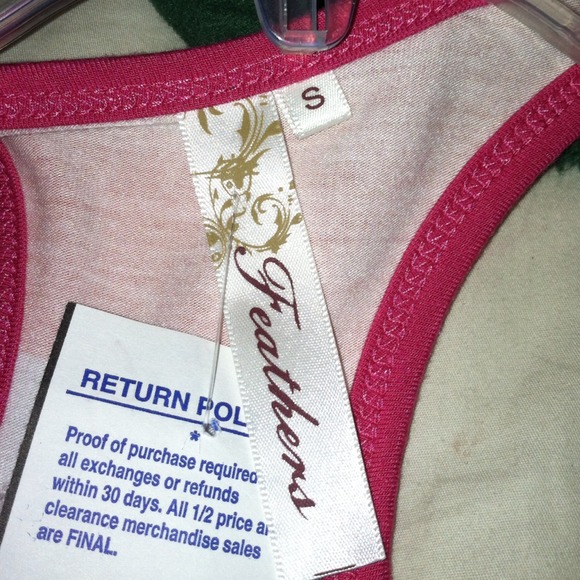 S
Feathers
RETURN POL
*
Proof of purchase required
all exchanges or refunds
within 30 days. All 1/2 price
clearance merchandise sales
are FINAL.